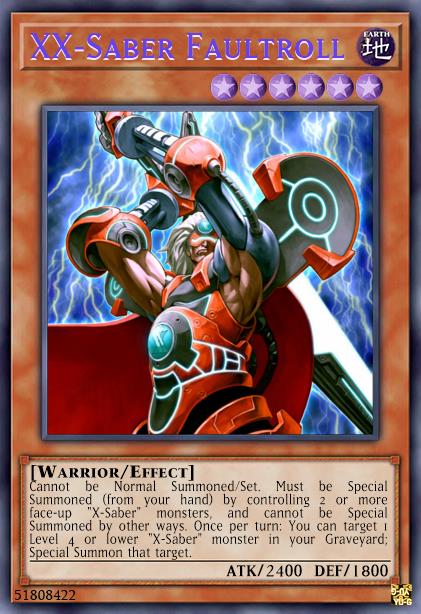 XX-Saber Faultroll
EARTH
地
[Warrior/Effect]
Cannot be Normal Summoned/Set. Must be Special
Summoned (from your hand) by controlling 2 or more
face-up "X-Saber" monsters, and cannot be Special
Summoned by other ways. Once per turn: You can target 1
Level 4 or lower "X-Saber" monster in your Graveyard;
Special Summon that target.
ATK/2400 DEF/1800
51808422